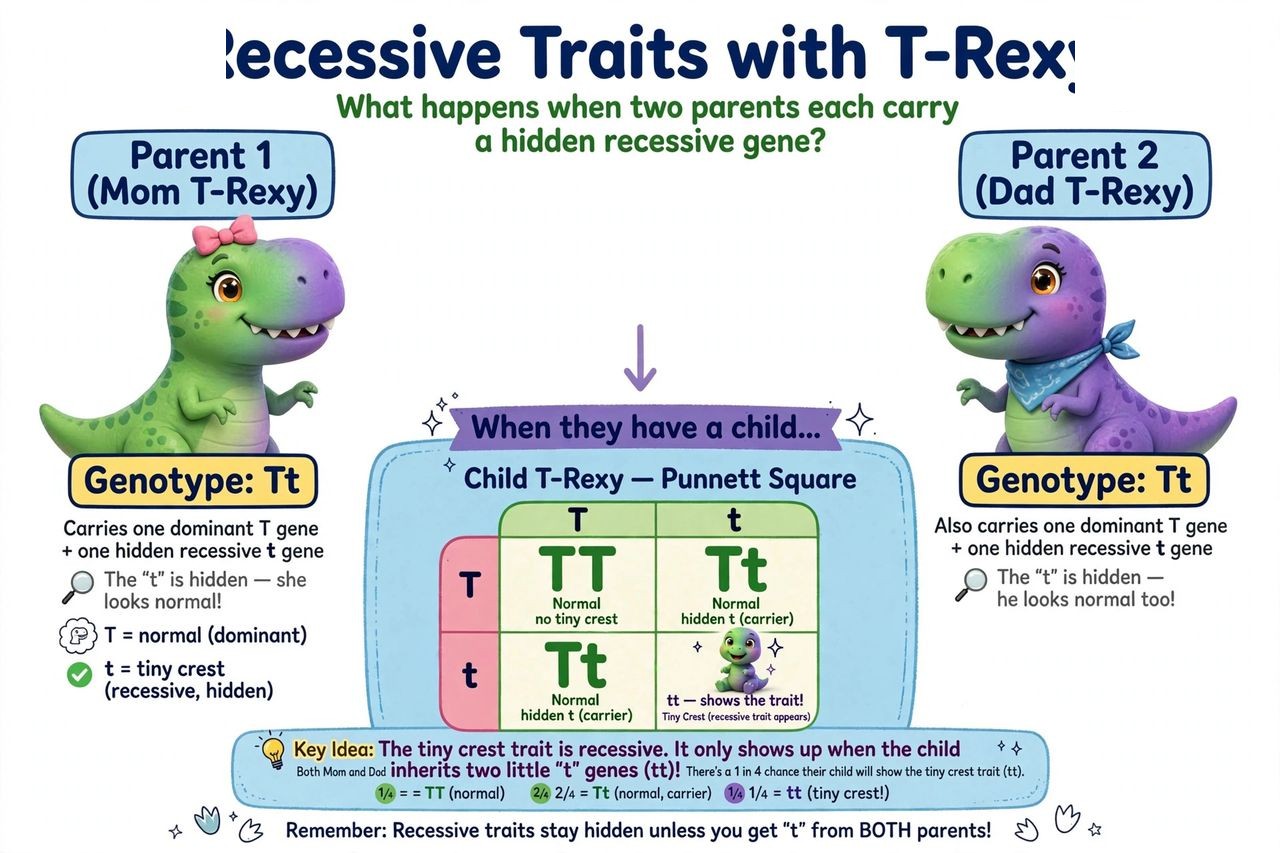 Recessive Traits with T-Rexy
What happens when two parents each carry
a hidden recessive gene?
Parent 1
(Mom T-Rexy)
Parent 2
(Dad T-Rexy)
Genotype: Tt
Carries one dominant T gene
+ one hidden recessive t gene
The “t” is hidden — she
looks normal!
T = normal (dominant)
t = tiny crest
(recessive, hidden)
Genotype: Tt
Also carries one dominant T gene
+ one hidden recessive t gene
The “t” is hidden —
he looks normal too!
When they have a child...
Child T-Rexy — Punnett Square
T t
T
TT
Normal
no tiny crest
Tt
Normal
hidden t (carrier)
t
Tt
Normal
hidden t (carrier)
tt — shows the trait!
Tiny Crest (recessive trait appears)
Key Idea: The tiny crest trait is recessive. It only shows up when the child
Both Mom and Dod inherits two little “t” genes (tt)! There's a 1 in 4 chance their child will show the tiny crest trait (tt).
1/4 = = TT (normal) 2/4 2/4 = Tt (normal, carrier) 1/4 1/4 = tt (tiny crest!)
Remember: Recessive traits stay hidden unless you get “t” from BOTH parents!